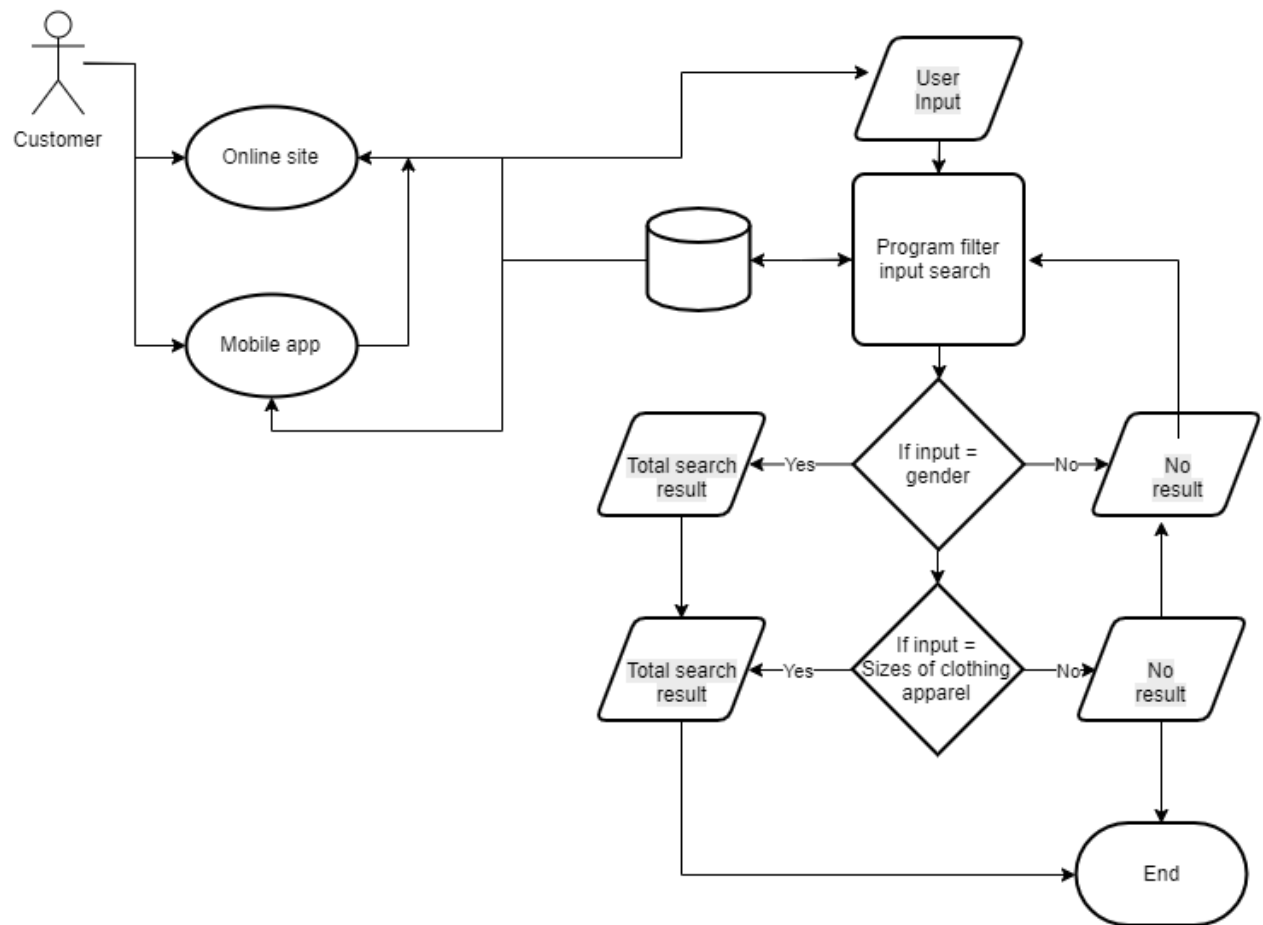 Customer
Online site
Mobile app
User
Input
Program filter
input search
If input =
gender
Yes
No
Total search
result
No
result
If input =
Sizes of clothing
apparel
Yes
No
Total search
result
No
result
End